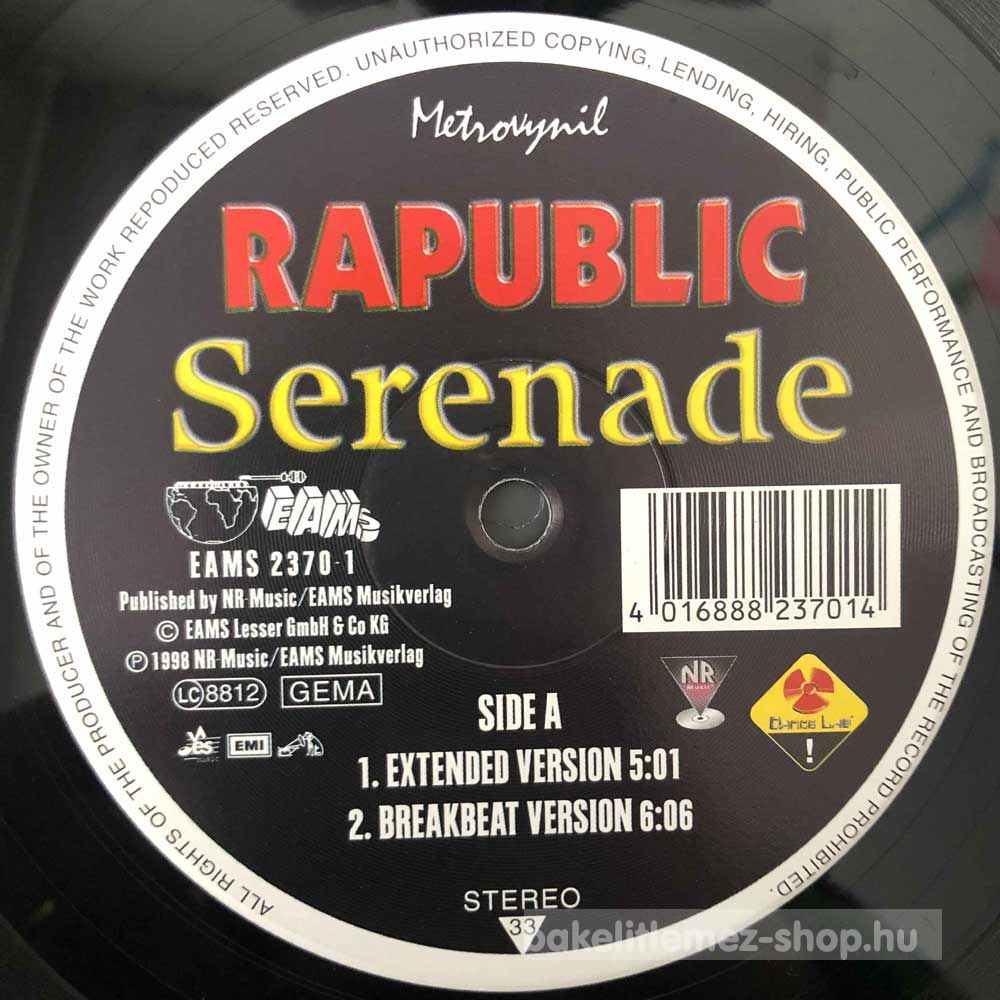 ALL RIGHTS OF THE PRODUCER AND OF THE OWNER OF THE WORK REPODUCED RESERVED. UNAUTHORIZED COPYING, LENDING, HIRING, PUBLIC PERFORMANCE AND BROADCASTING OF THE RECORD PROHIBITED.
Metrovynil
RAPUBLIC
Serenade
EAMS
EAMS 2370-1
Published by NR-Music/EAMS Musikverlag
© EAMS Lesser GmbH & Co KG
℗ 1998 NR-Music/EAMS Musikverlag
LC 8812 GEMA
EMI
4 016888 237014
NR
Music
Dance Lab
!
SIDE A
1. EXTENDED VERSION 5:01
2. BREAKBEAT VERSION 6:06
STEREO
33
bakelitlemez-shop.hu